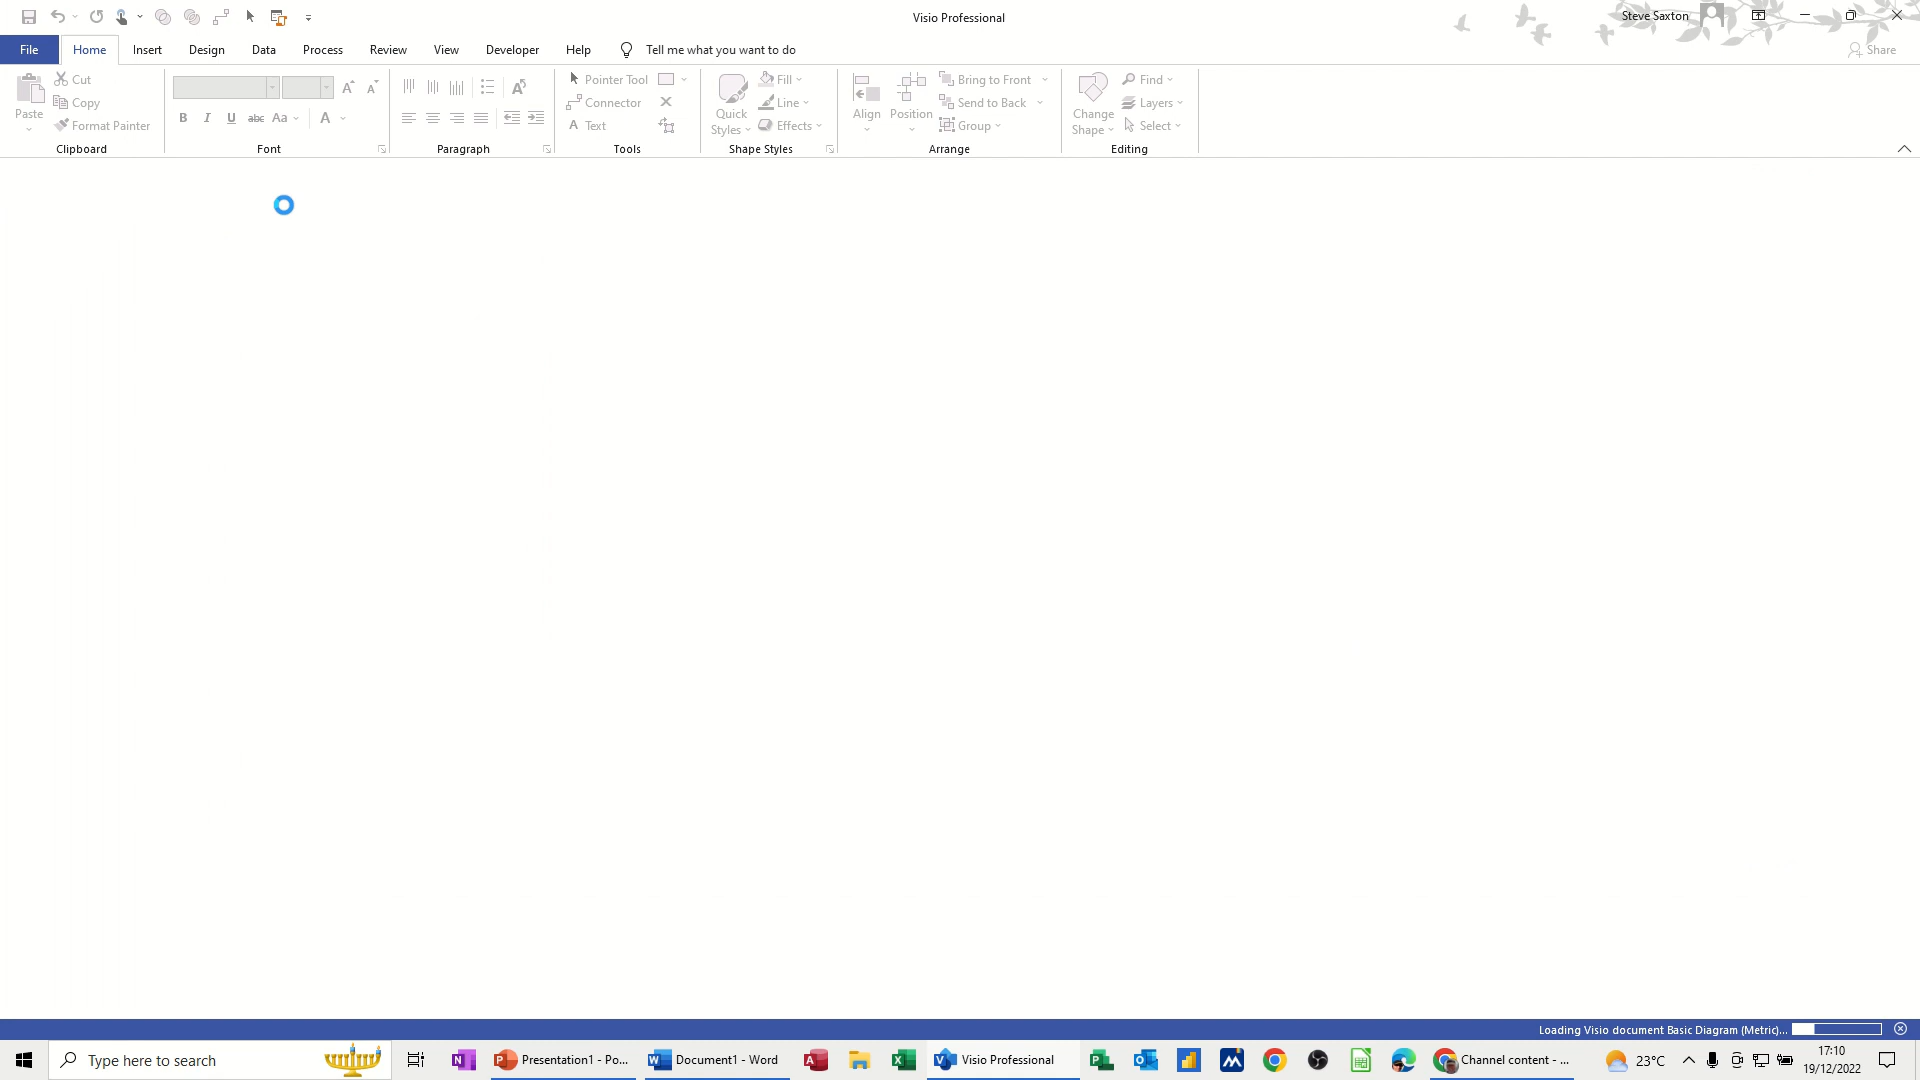 Visio Professional
Steve Saxton
File Home Insert Design Data Process Review View Developer Help Tell me what you want to do Share
Paste
Cut
Copy
Format Painter
Clipboard
B I U abc Aa A
Font
Paragraph
Pointer Tool
Connector
A Text
Tools
Quick Styles
Fill
Line
Effects
Shape Styles
Align
Position
Bring to Front
Send to Back
Group
Arrange
Change Shape
Find
Layers
Select
Editing
Loading Visio document Basic Diagram (Metric)...
Type here to search
Presentation1 - Po...
Document1 - Word
Visio Professional
Channel content - ...
23°C
17:10
19/12/2022